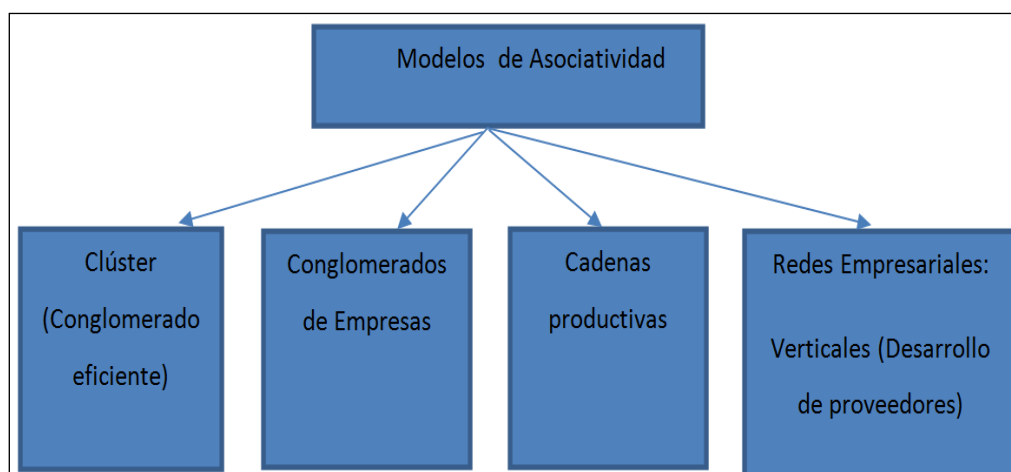 Modelos de Asociatividad
Clúster
(Conglomerado
eficiente)
Conglomerados
de Empresas
Cadenas
productivas
Redes Empresariales:
Verticales (Desarrollo
de proveedores)